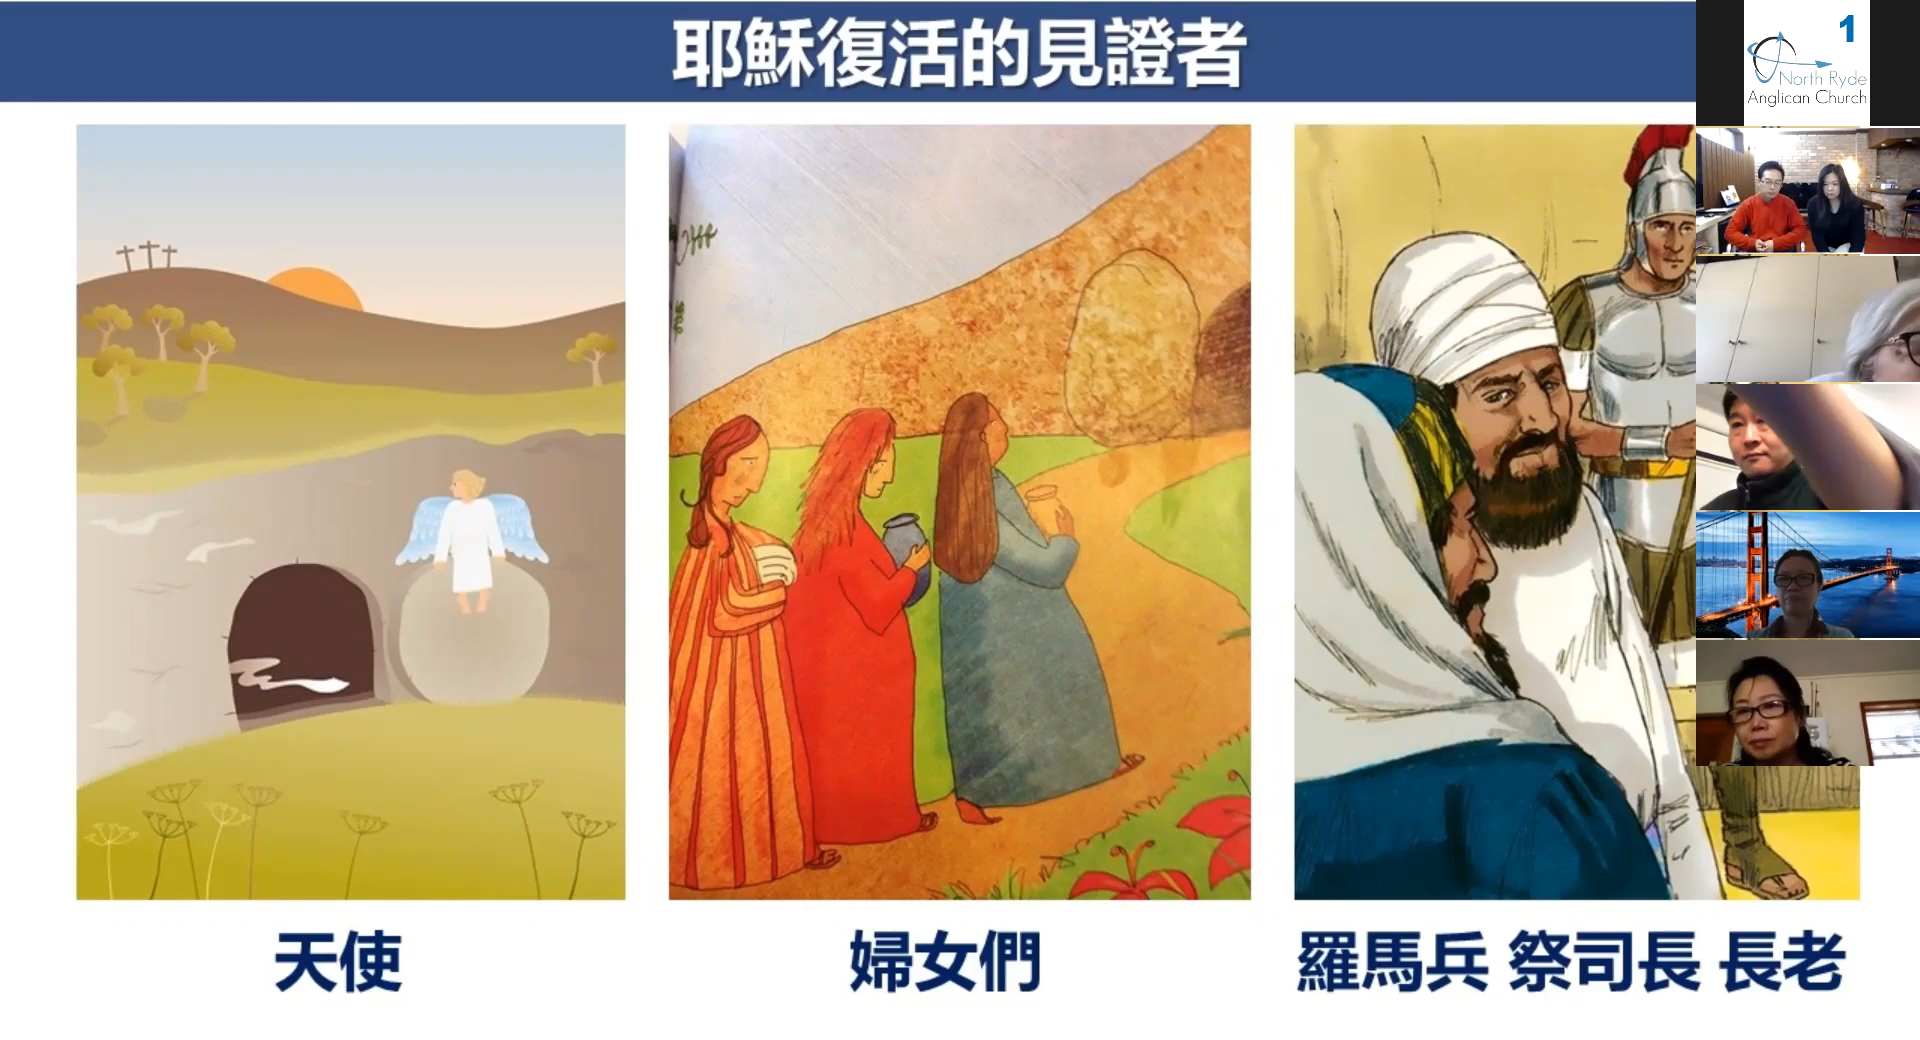 耶穌復活的見證者
1
North Ryde
Anglican Church
天使
婦女們
羅馬兵 祭司長 長老